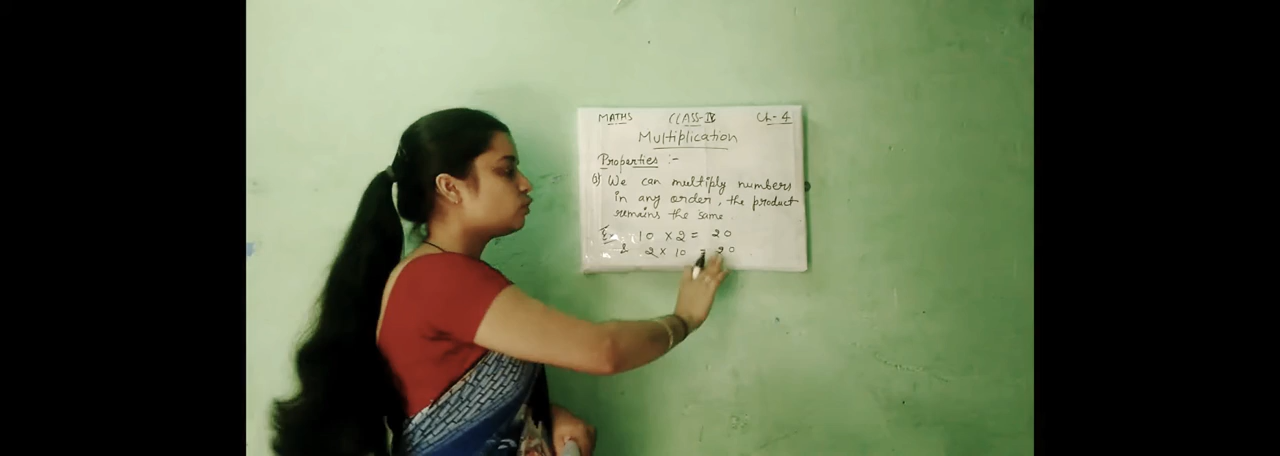 MATHS CLASS-IV Ch-4
Multiplication
Properties :-
We can multiply numbers
in any order, the product
remains the same.
10 × 2 = 20
2 × 10 = 20